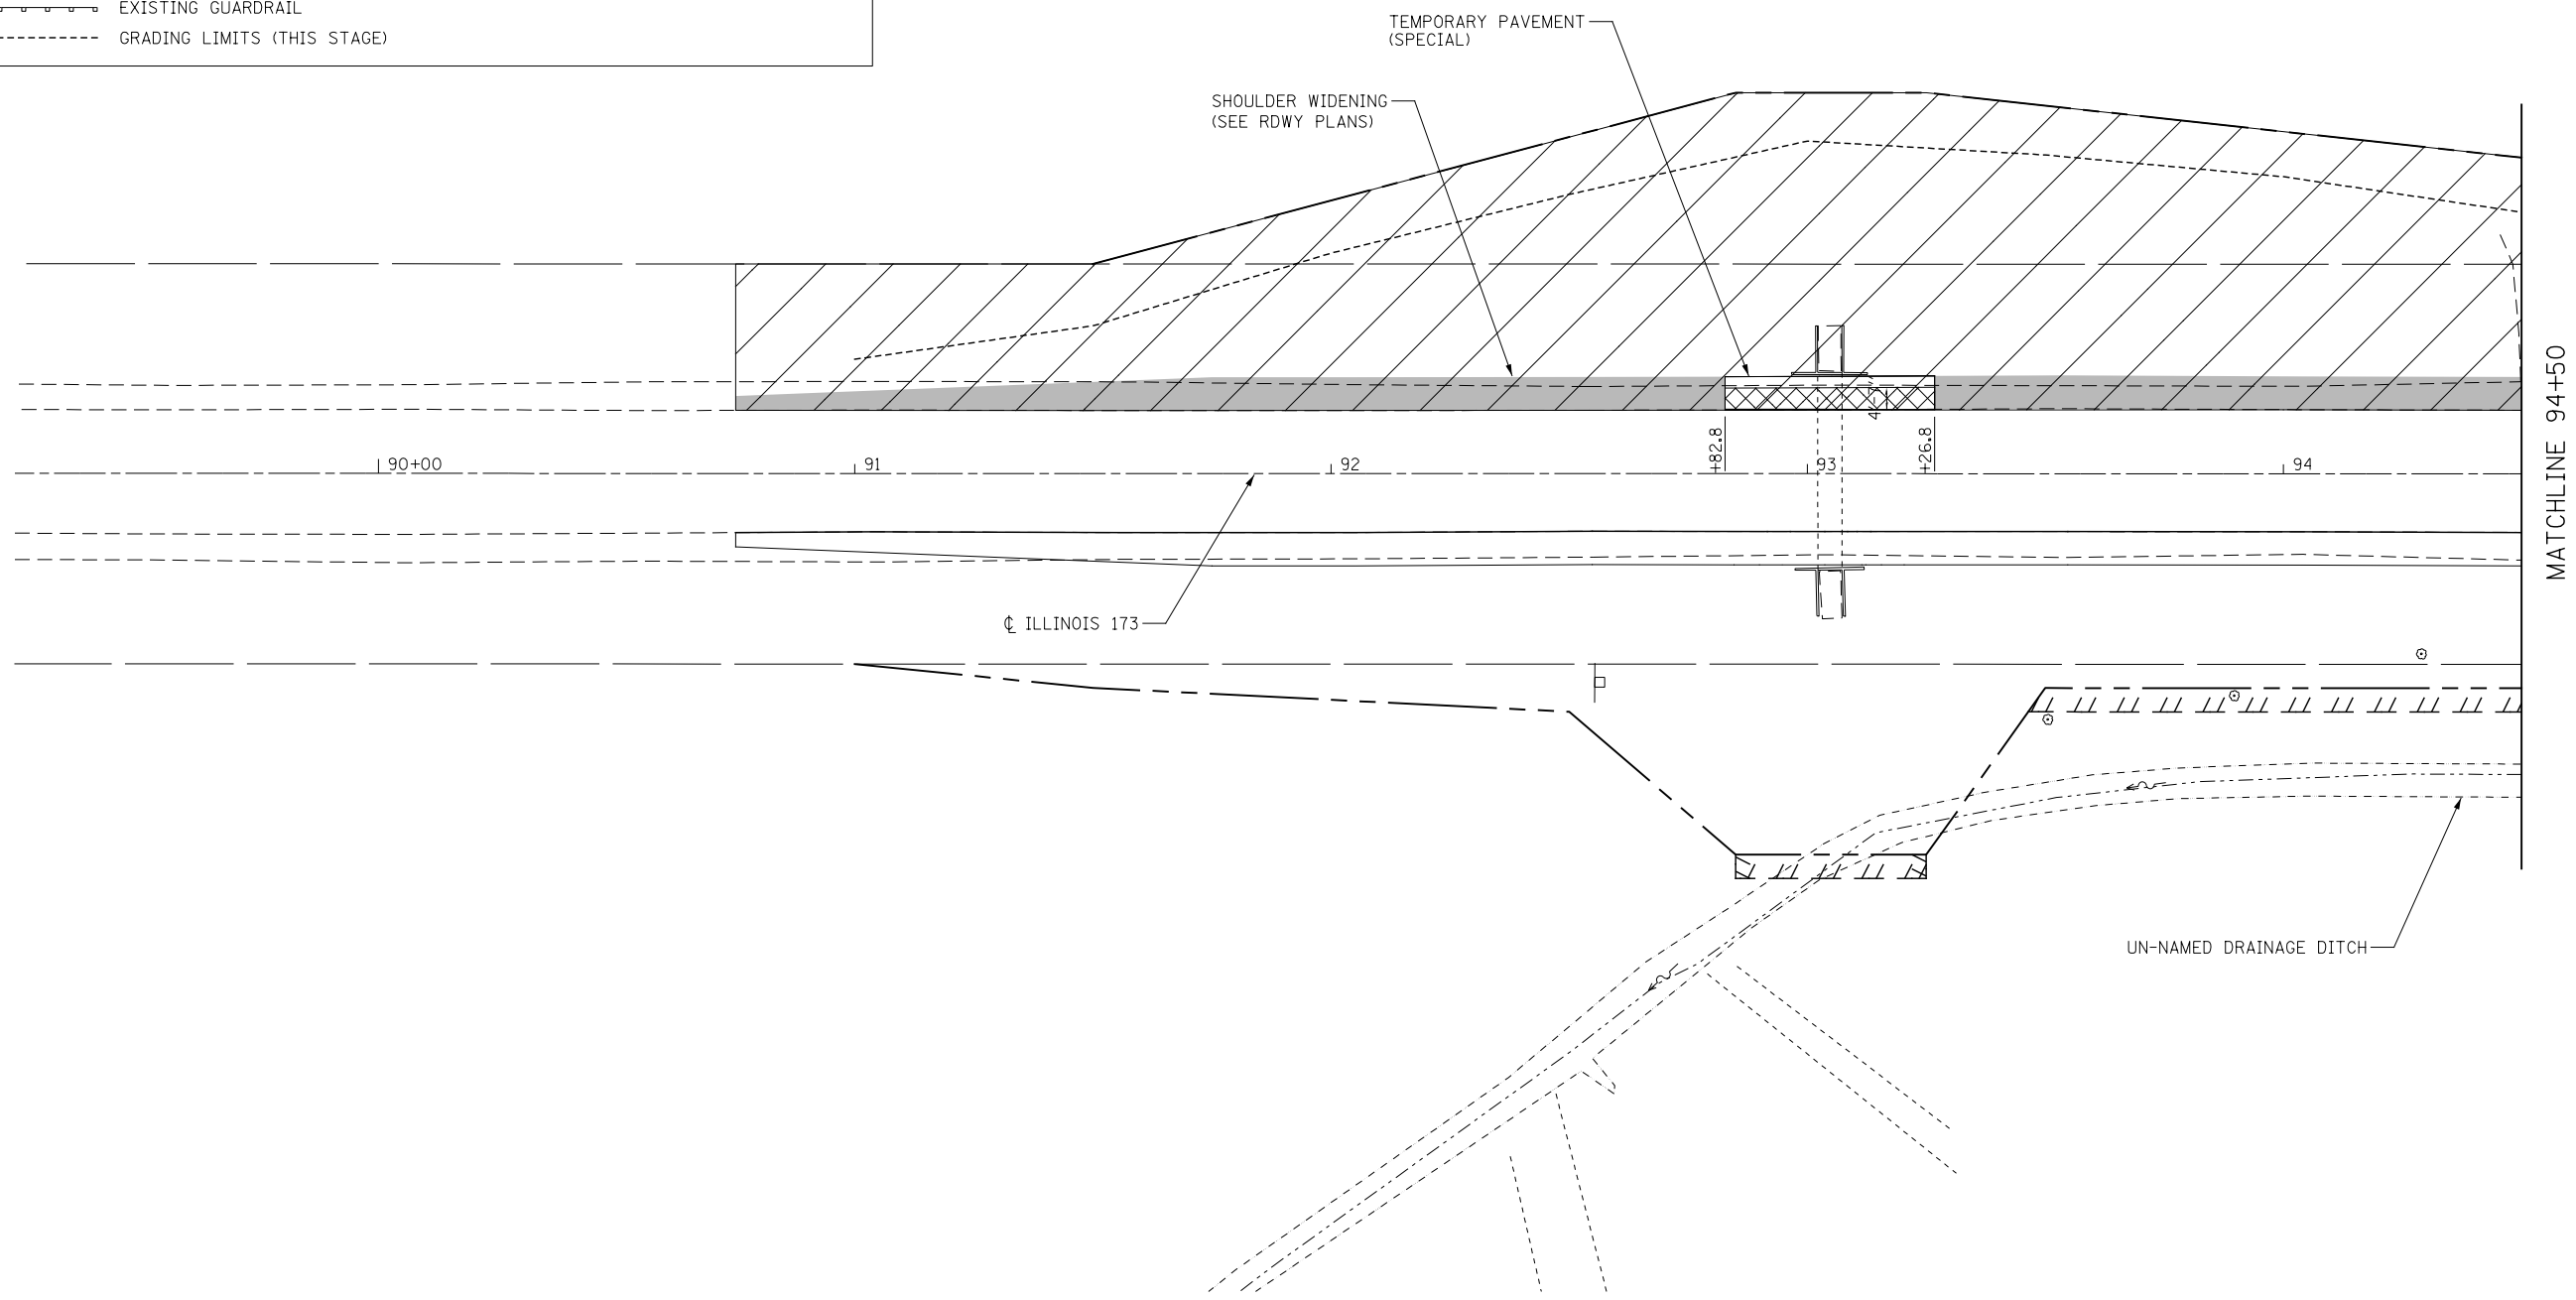 EXISTING GUARDRAIL
GRADING LIMITS (THIS STAGE)
TEMPORARY PAVEMENT
(SPECIAL)
SHOULDER WIDENING
(SEE RDWY PLANS)
MATCHLINE 94+50
+82.8
+26.8
90+00
91
92
93
94
℄ ILLINOIS 173
UN-NAMED DRAINAGE DITCH